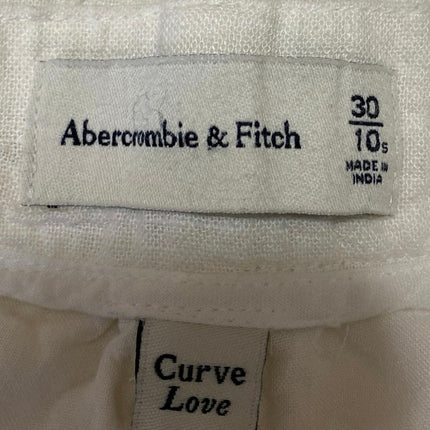 Abercrombie & Fitch
30
10s
MADE IN
INDIA
Curve
Love